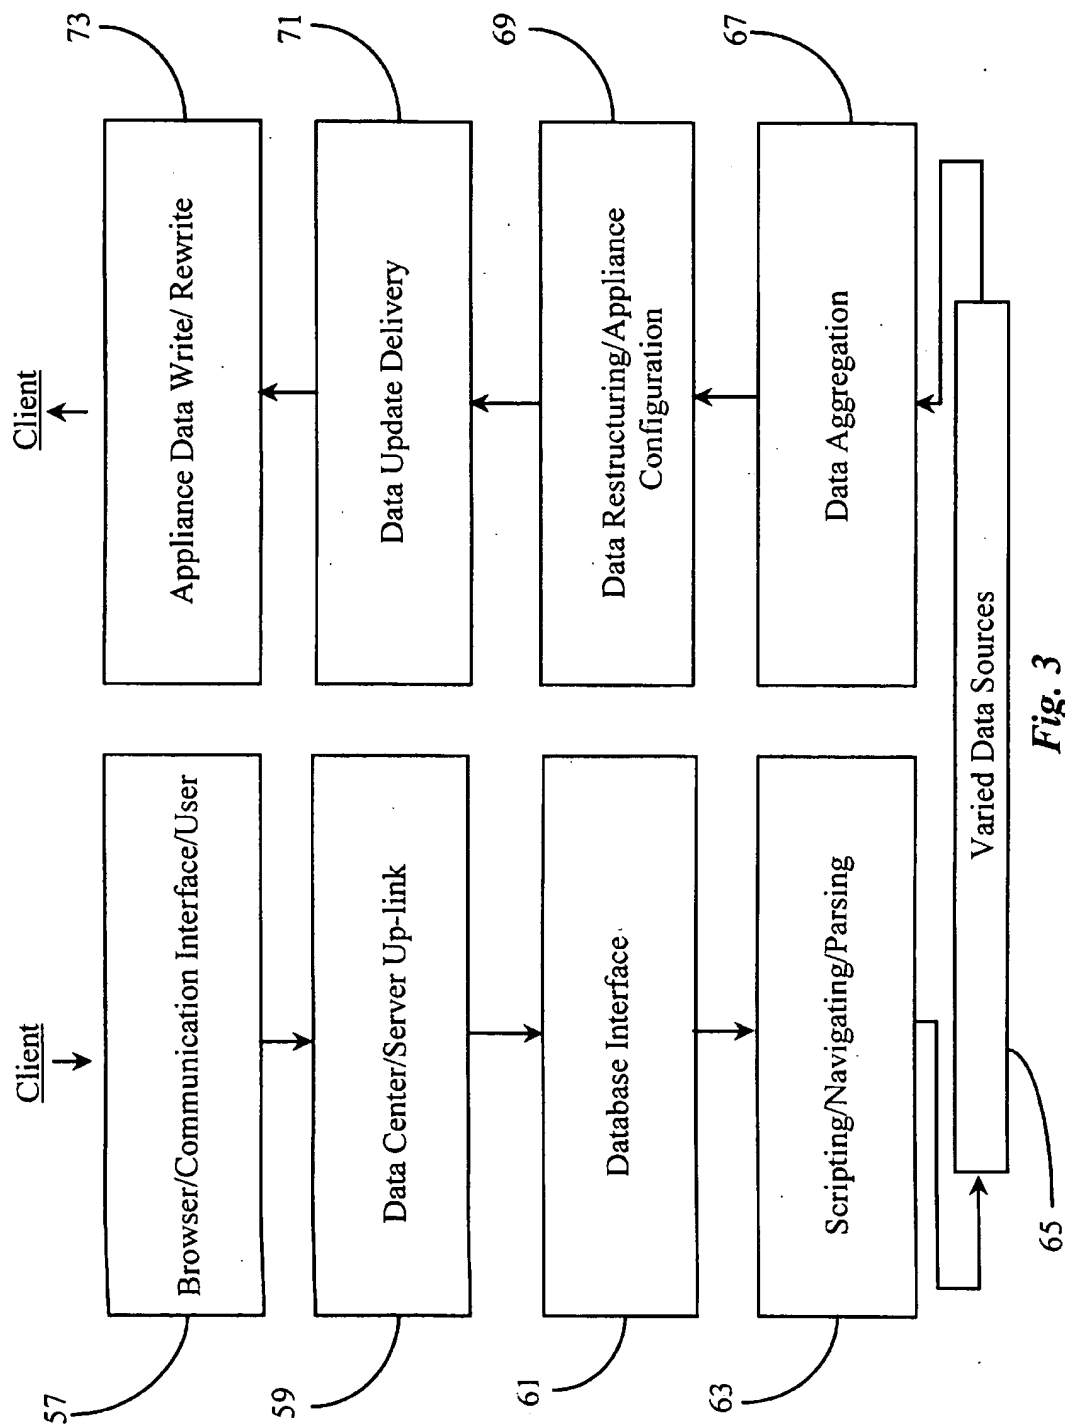 Client
Client
57
Browser/Communication Interface/User
Appliance Data Write/ Rewrite
73
59
Data Center/Server Up-link
Data Update Delivery
71
61
Database Interface
Data Restructuring/Appliance
Configuration
69
63
Scripting/Navigating/Parsing
Data Aggregation
67
65
Varied Data Sources
Fig. 3